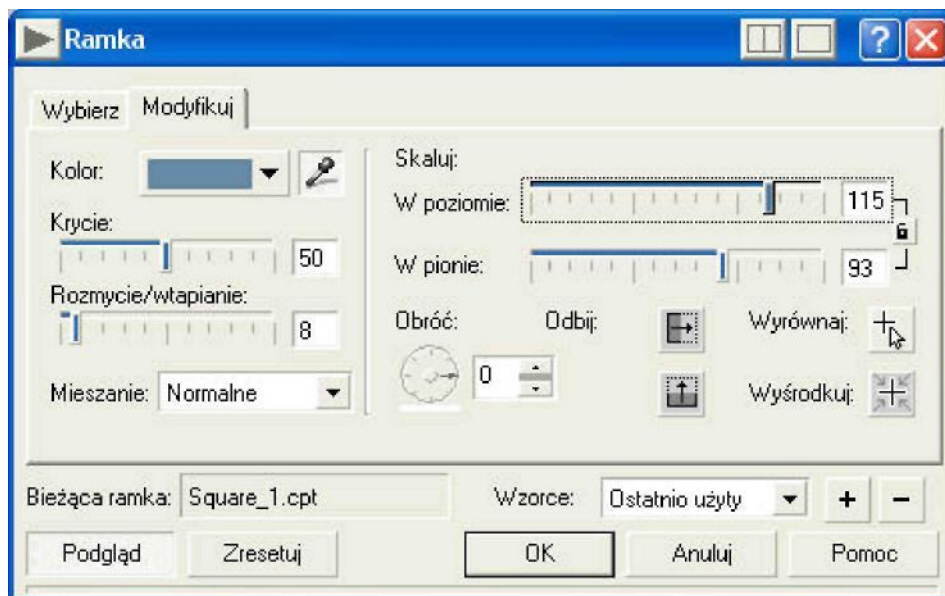 Ramka
Wybierz Modyfikuj
Kolor:
Krycie:
50
Rozmycie/wtapianie:
8
Mieszanie: Normalne
Skaluj:
W poziomie: 115
W pionie: 93
Obróć: Odbij: Wyrównaj:
0
Wyśrodkuj:
Bieżąca ramka: Square_1.cpt Wzorce: Ostatnio użyty + -
Podgląd Zresetuj OK Anuluj Pomoc